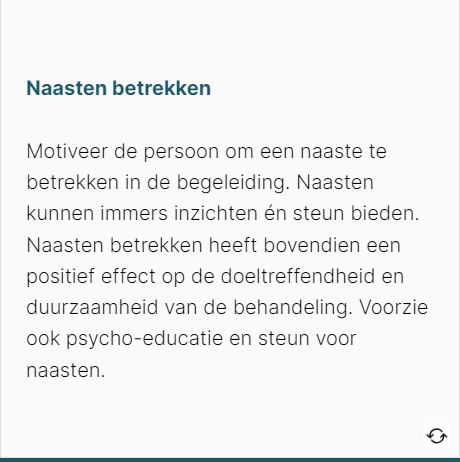 Naasten betrekken
Motiveer de persoon om een naaste te
betrekken in de begeleiding. Naasten
kunnen immers inzichten én steun bieden.
Naasten betrekken heeft bovendien een
positief effect op de doeltreffendheid en
duurzaamheid van de behandeling. Voorzie
ook psycho-educatie en steun voor
naasten.